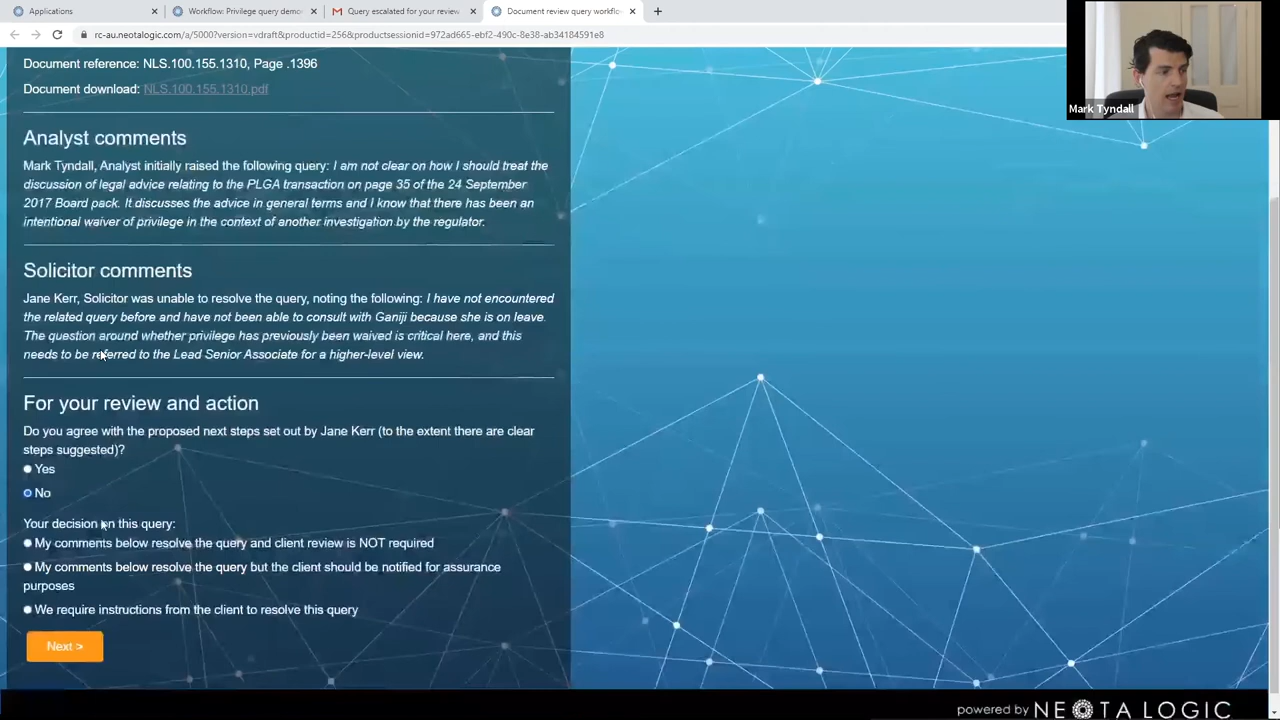 Applications
Workflow: Privilege query demo
Query escalated for your review
Document review query workflo
rc-au.neotalogic.com/a/5000?version=vdraft&productid=256&productsessionid=972ad665-ebf2-490c-8e38-ab34184591e8
Mark Tyndall
Document reference: NLS.100.155.1310, Page .1396
Document download: NLS.100.155.1310.pdf
Analyst comments
Mark Tyndall, Analyst initially raised the following query: I am not clear on how I should treat the
discussion of legal advice relating to the PLGA transaction on page 35 of the 24 September
2017 Board pack. It discusses the advice in general terms and I know that there has been an
intentional waiver of privilege in the context of another investigation by the regulator.
Solicitor comments
Jane Kerr, Solicitor was unable to resolve the query, noting the following: I have not encountered
the related query before and have not been able to consult with Ganiji because she is on leave.
The question around whether privilege has previously been waived is critical here, and this
needs to be referred to the Lead Senior Associate for a higher-level view.
For your review and action
Do you agree with the proposed next steps set out by Jane Kerr (to the extent there are clear
steps suggested)?
Yes
No
Your decision on this query:
My comments below resolve the query and client review is NOT required
My comments below resolve the query but the client should be notified for assurance
purposes
We require instructions from the client to resolve this query
Next >
powered by NEOTA LOGIC